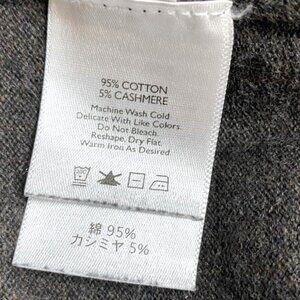 95% COTTON
5% CASHMERE
Machine Wash Cold
Delicate With Like Colors.
Do Not Bleach.
Reshape, Dry Flat.
Warm Iron As Desired.
綿 95%
カシミヤ 5%